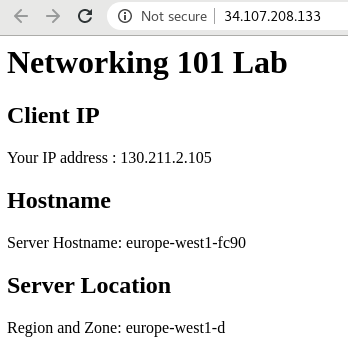 Not secure | 34.107.208.133
Networking 101 Lab
Client IP
Your IP address : 130.211.2.105
Hostname
Server Hostname: europe-west1-fc90
Server Location
Region and Zone: europe-west1-d